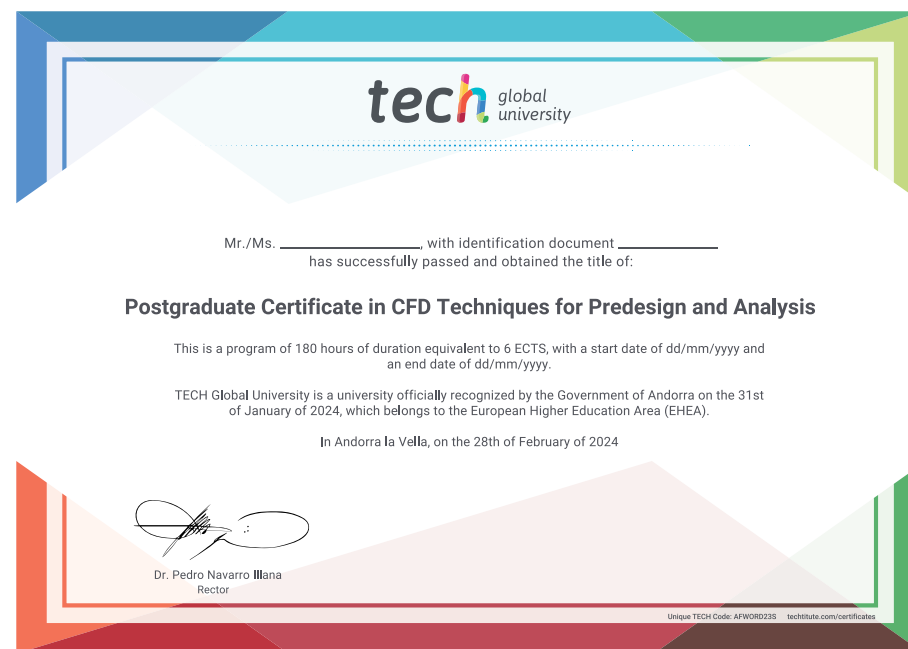 tech global university
Mr./Ms. ____________, with identification document ____________
has successfully passed and obtained the title of:
Postgraduate Certificate in CFD Techniques for Predesign and Analysis
This is a program of 180 hours of duration equivalent to 6 ECTS, with a start date of dd/mm/yyyy and
an end date of dd/mm/yyyy.
TECH Global University is a university officially recognized by the Government of Andorra on the 31st
of January of 2024, which belongs to the European Higher Education Area (EHEA).
In Andorra la Vella, on the 28th of February of 2024
Dr. Pedro Navarro Illana
Rector
Unique TECH Code: AFWORD23S techtitute.com/certificates